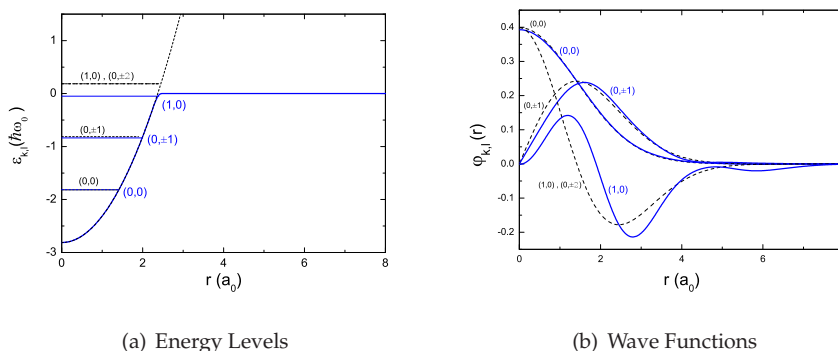 1
0
-1
-2
-3
ε_{k,l}(ħω_0)
(1,0) , (0,±2)
(1,0)
(0,±1)
(0,±1)
(0,0)
(0,0)
0 2 4 6 8
r (a_0)
0.4
0.3
0.2
0.1
0.0
-0.1
-0.2
φ_{k,l}(r)
(0,0)
(0,0)
(0,±1)
(0,±1)
(1,0) , (0,±2)
(1,0)
0 2 4 6
r (a_0)
(a) Energy Levels
(b) Wave Functions